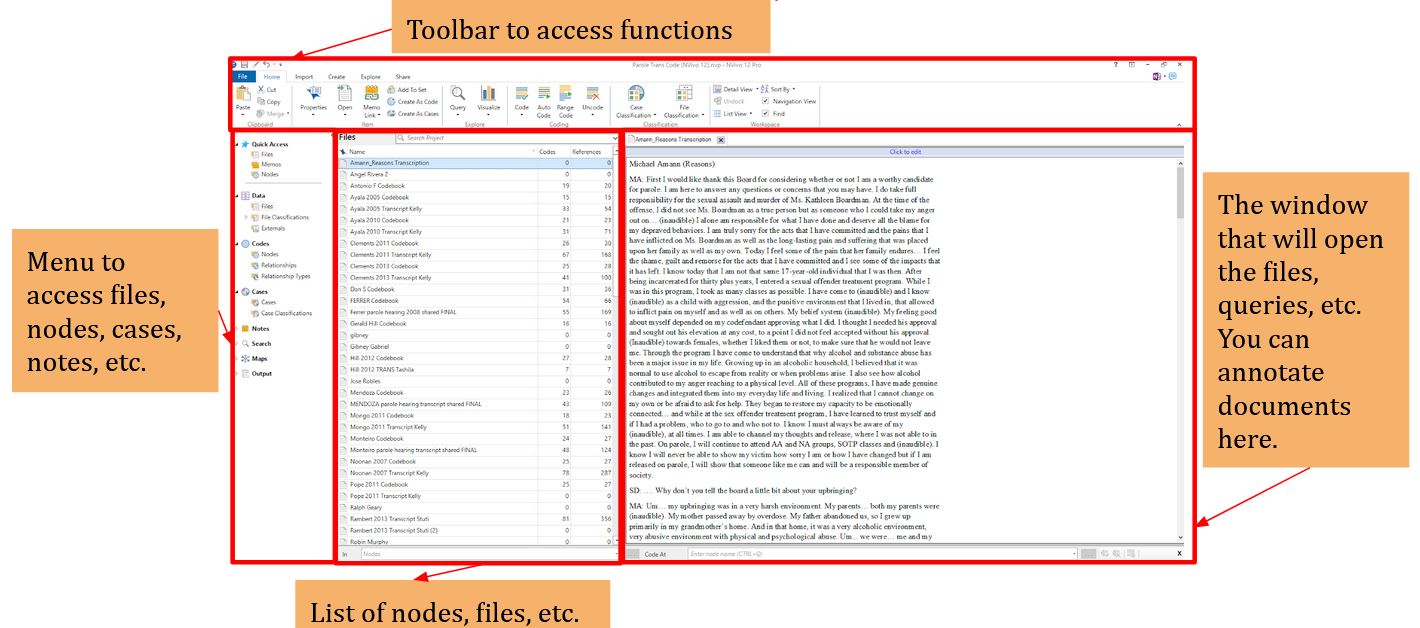 Toolbar to access functions
Parole Trans Code (NVivo 12).nvp - NVivo 12 Pro
File Home Import Create Explore Share
Cut
Copy
Merge
Paste
Clipboard
Properties
Open
Memo
Link
Add To Set
Create As Code
Create As Cases
Item
Query
Visualize
Explore
Code
Auto
Code
Range
Code
Uncode
Coding
Case
Classification
File
Classification
Classification
Detail View
Sort By
Undock
Navigation View
List View
Find
Workspace
Menu to
access files,
nodes, cases,
notes, etc.
Quick Access
Files
Memos
Nodes
Data
Files
File Classifications
Externals
Codes
Nodes
Relationships
Relationship Types
Cases
Cases
Case Classifications
Notes
Search
Maps
Output
Files
Search Project
Name Codes References
Amann_Reasons Transcription 0 0
Angel Rivera 2 0 0
Antonio F Codebook 19 20
Ayala 2005 Codebook 15 15
Ayala 2005 Transcript Kelly 33 54
Ayala 2010 Codebook 21 23
Ayala 2010 Transcript Kelly 31 71
Clements 2011 Codebook 26 30
Clements 2011 Transcript Kelly 67 168
Clements 2013 Codebook 25 28
Clements 2013 Transcript Kelly 41 100
Don S Codebook 31 36
FERRER Codebook 54 66
Ferrer parole hearing 2008 shared FINAL 55 169
Gerald Hill Codebook 16 16
gibney 0 0
Gibney Gabriel 0 0
Hill 2012 Codebook 27 28
Hill 2012 TRANS Tashila 7 7
Jose Robles 0 0
Mendoza Codebook 23 26
MENDOZA parole hearing transcript shared FINAL 43 109
Mongo 2011 Codebook 18 23
Mongo 2011 Transcript Kelly 51 141
Monteiro Codebook 24 27
Monteiro parole hearing transcript shared FINAL 48 124
Noonan 2007 Codebook 25 27
Noonan 2007 Transcript Kelly 78 287
Pope 2011 Codebook 25 27
Pope 2011 Transcript Kelly 0 0
Ralph Geary 0 0
Rambert 2013 Transcript Stuti 81 356
Rambert 2013 Transcript Stuti (2) 0 0
Robin Murphy 0 0
In Nodes
List of nodes, files, etc.
Amann_Reasons Transcription
Click to edit
Michael Amann (Reasons)
MA: First I would like thank this Board for considering whether or not I am a worthy candidate
for parole. I am here to answer any questions or concerns that you may have. I do take full
responsibility for the sexual assault and murder of Ms. Kathleen Boardman. At the time of the
offense, I did not see Ms. Boardman as a true person but as someone who I could take my anger
out on… (inaudible) I alone am responsible for what I have done and deserve all the blame for
my depraved behaviors. I am truly sorry for the acts that I have committed and the pains that I
have inflicted on Ms. Boardman as well as the long-lasting pain and suffering that was placed
upon her family as well as my own. Today I feel some of the pain that her family endures… I feel
the shame, guilt and remorse for the acts that I have committed and I see some of the impacts that
it has left. I know today that I am not that same 17-year-old individual that I was then. After
being incarcerated for thirty plus years, I entered a sexual offender treatment program. While I
was in this program, I took as many classes as possible. I have come to (inaudible) and I know
(inaudible) as a child with aggression, and the punitive environment that I lived in, that allowed
to inflict pain on myself and as well as on others. My belief system (inaudible). My feeling good
about myself depended on my codefendant approving what I did. I thought I needed his approval
and sought out his elevation at any cost, to a point I did not feel accepted without his approval.
(Inaudible) towards females, whether I liked them or not, to make sure that he would not leave
me. Through the program I have come to understand that why alcohol and substance abuse has
been a major issue in my life. Growing up in an alcoholic household, I believed that it was
normal to use alcohol to escape from reality or when problems arise. I also see how alcohol
contributed to my anger reaching to a physical level. All of these programs, I have made genuine
changes and integrated them into my everyday life and living. I realized that I cannot change on
my own or be afraid to ask for help. They began to restore my capacity to be emotionally
connected… and while at the sex offender treatment program, I have learned to trust myself and
if I had a problem, who to go to and who not to. I know I must always be aware of my
(inaudible), at all times. I am able to channel my thoughts and release, where I was not able to in
the past. On parole, I will continue to attend AA and NA groups, SOTP classes and (inaudible). I
know I will never be able to show my victim how sorry I am or how I have changed but if I am
released on parole, I will show that someone like me can and will be a responsible member of
society.
SD: …. Why don't you tell the board a little bit about your upbringing?
MA: Um… my upbringing was in a very harsh environment. My parents… both my parents were
(inaudible). My mother passed away by overdose. My father abandoned us, so I grew up
primarily in my grandmother's home. And in that home, it was a very alcoholic environment,
very abusive environment with physical and psychological abuse. Um…we were… me and my
Code At Enter node name (CTRL+Q) X
The window
that will open
the files,
queries, etc.
You can
annotate
documents
here.